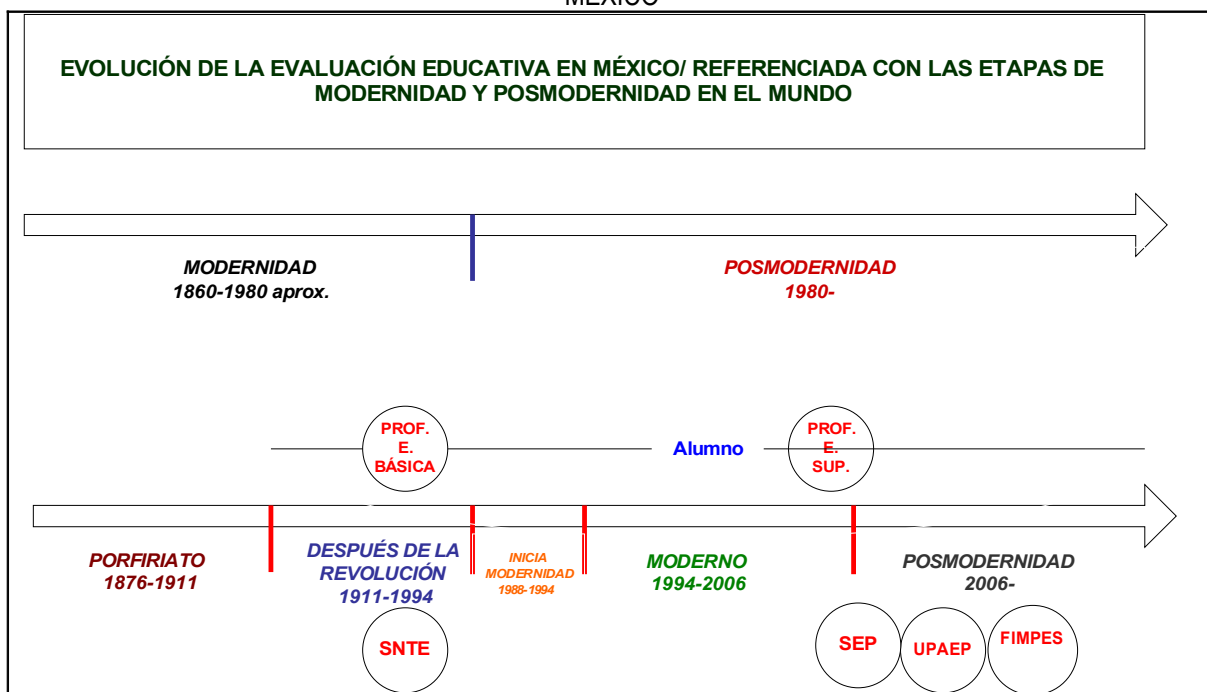 MÉXICO
EVOLUCIÓN DE LA EVALUACIÓN EDUCATIVA EN MÉXICO/ REFERENCIADA CON LAS ETAPAS DE
MODERNIDAD Y POSMODERNIDAD EN EL MUNDO
MODERNIDAD
1860-1980 aprox.
POSMODERNIDAD
1980-
PROF.
E.
BÁSICA
Alumno
PROF.
E.
SUP.
PORFIRIATO
1876-1911
DESPUÉS DE LA
REVOLUCIÓN
1911-1994
INICIA
MODERNIDAD
1988-1994
MODERNO
1994-2006
POSMODERNIDAD
2006-
SNTE
SEP
UPAEP
FIMPES